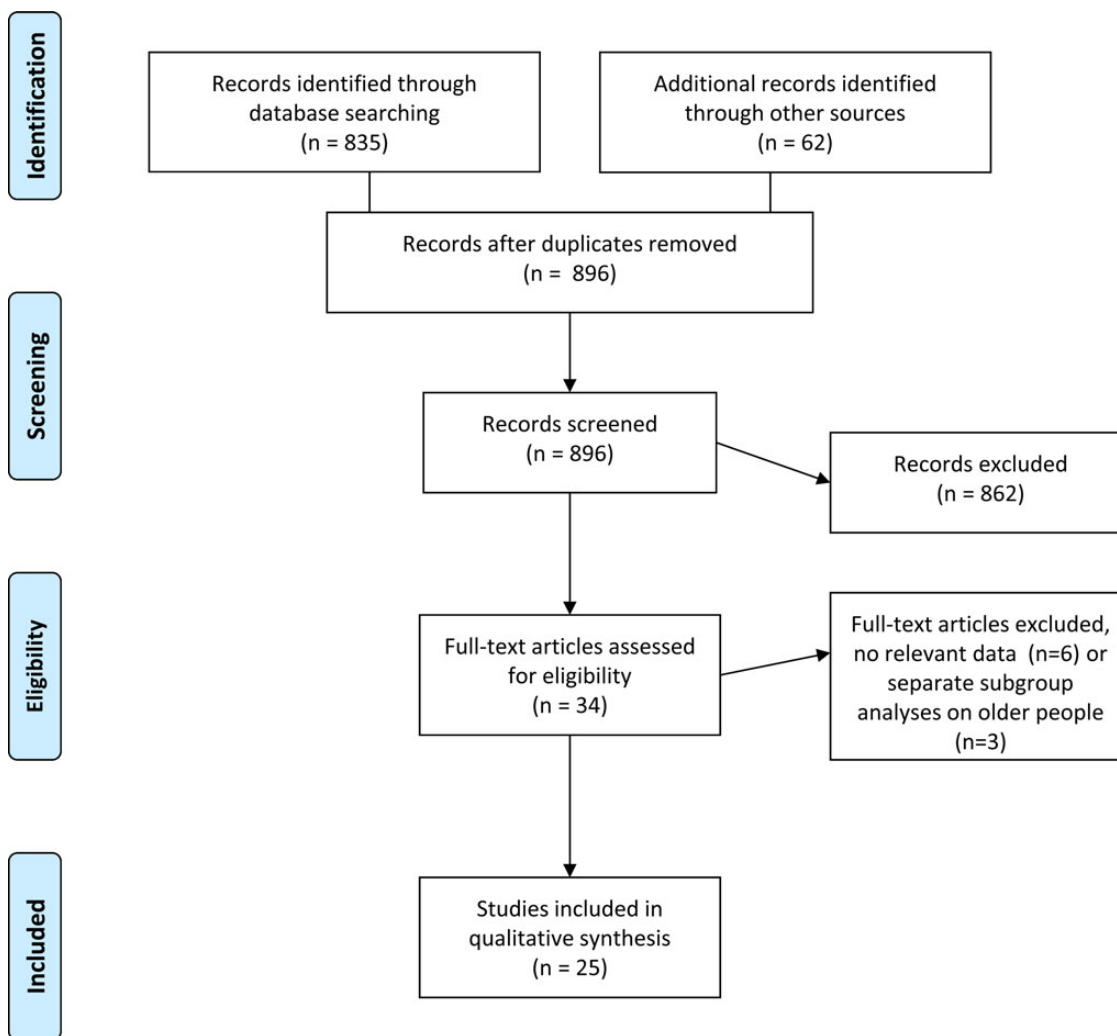 Identification
Records identified through
database searching
(n = 835)
Additional records identified
through other sources
(n = 62)
Records after duplicates removed
(n = 896)
Screening
Records screened
(n = 896)
Records excluded
(n = 862)
Eligibility
Full-text articles assessed
for eligibility
(n = 34)
Full-text articles excluded,
no relevant data (n=6) or
separate subgroup
analyses on older people
(n=3)
Included
Studies included in
qualitative synthesis
(n = 25)